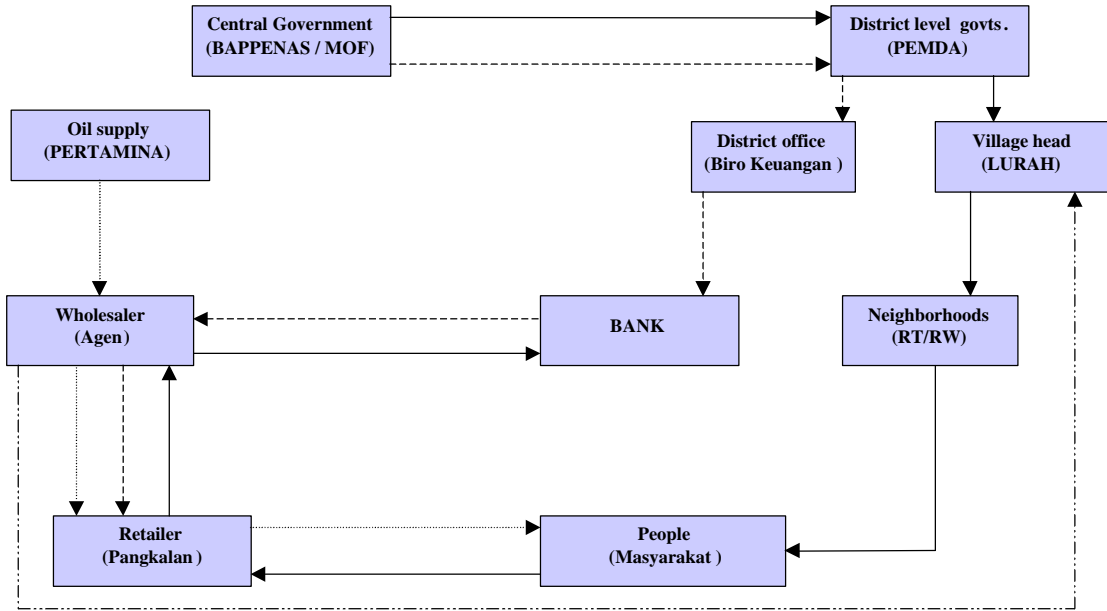 Central Government
(BAPPENAS / MOF)
District level govts.
(PEMDA)
Oil supply
(PERTAMINA)
District office
(Biro Keuangan )
Village head
(LURAH)
Wholesaler
(Agen)
BANK
Neighborhoods
(RT/RW)
Retailer
(Pangkalan )
People
(Masyarakat )